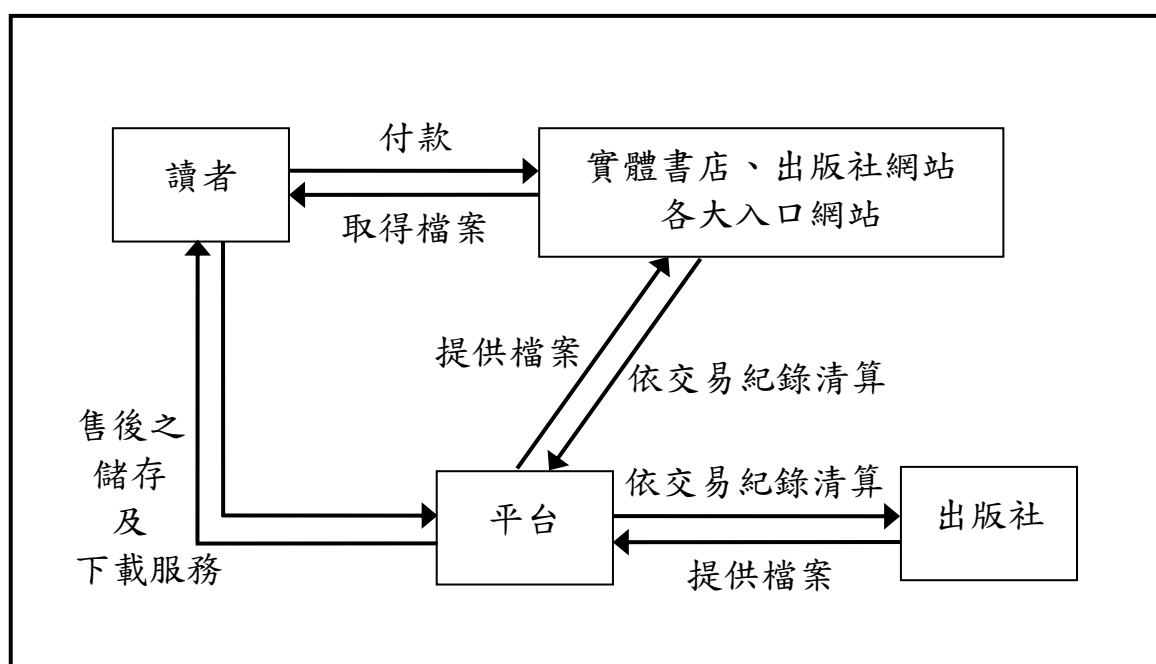 付款
讀者
實體書店、出版社網站
各大入口網站
取得檔案
提供檔案
依交易紀錄清算
售後之
儲存
及
下載服務
平台
依交易紀錄清算
出版社
提供檔案